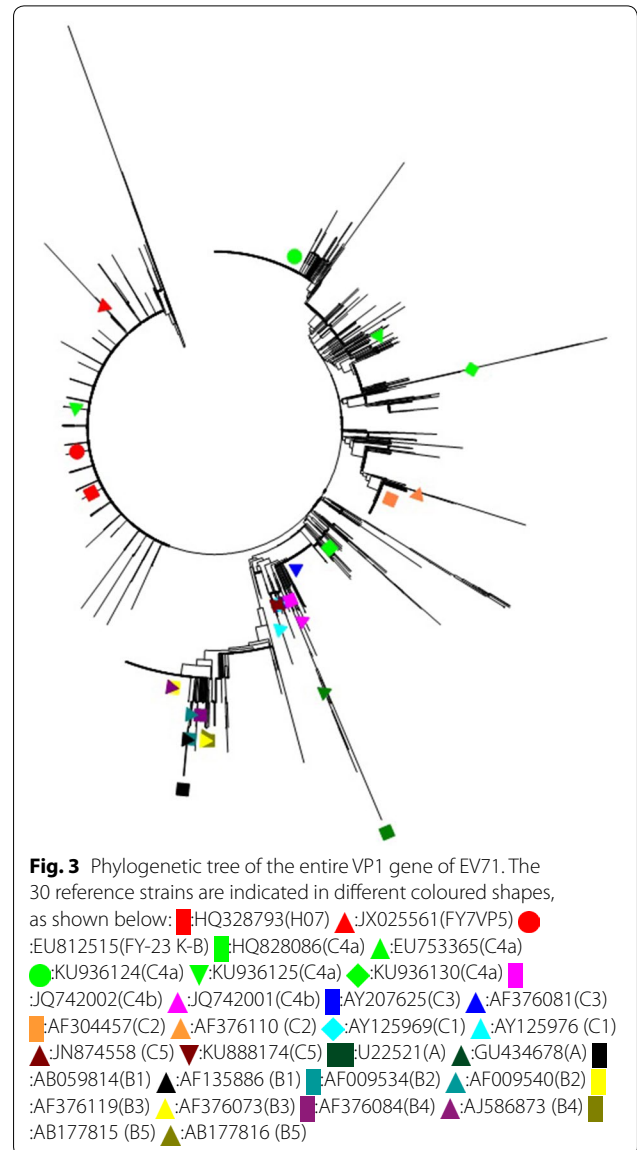 Fig. 3 Phylogenetic tree of the entire VP1 gene of EV71. The
30 reference strains are indicated in different coloured shapes,
as shown below: :HQ328793(H07) :JX025561(FY7VP5)
:EU812515(FY-23 K-B) :HQ828086(C4a) :EU753365(C4a)
:KU936124(C4a) :KU936125(C4a) :KU936130(C4a)
:JQ742002(C4b) :JQ742001(C4b) :AY207625(C3) :AF376081(C3)
:AF304457(C2) :AF376110 (C2) :AY125969(C1) :AY125976 (C1)
:JN874558 (C5) :KU888174(C5) :U22521(A) :GU434678(A)
:AB059814(B1) :AF135886 (B1) :AF009534(B2) :AF009540(B2)
:AF376119(B3) :AF376073(B3) :AF376084(B4) :AJ586873 (B4)
:AB177815 (B5) :AB177816 (B5)